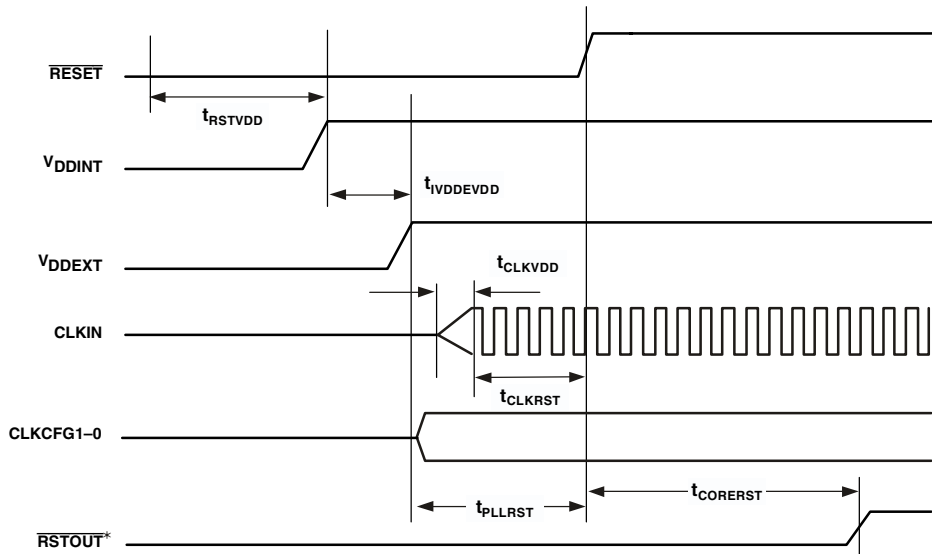 RESET
tRSTVDD
VDDINT
tIVDDEVDD
VDDEXT
tCLKVDD
CLKIN
tCLKRST
CLKCFG1–0
tPLLRST
tCORERST
RSTOUT*